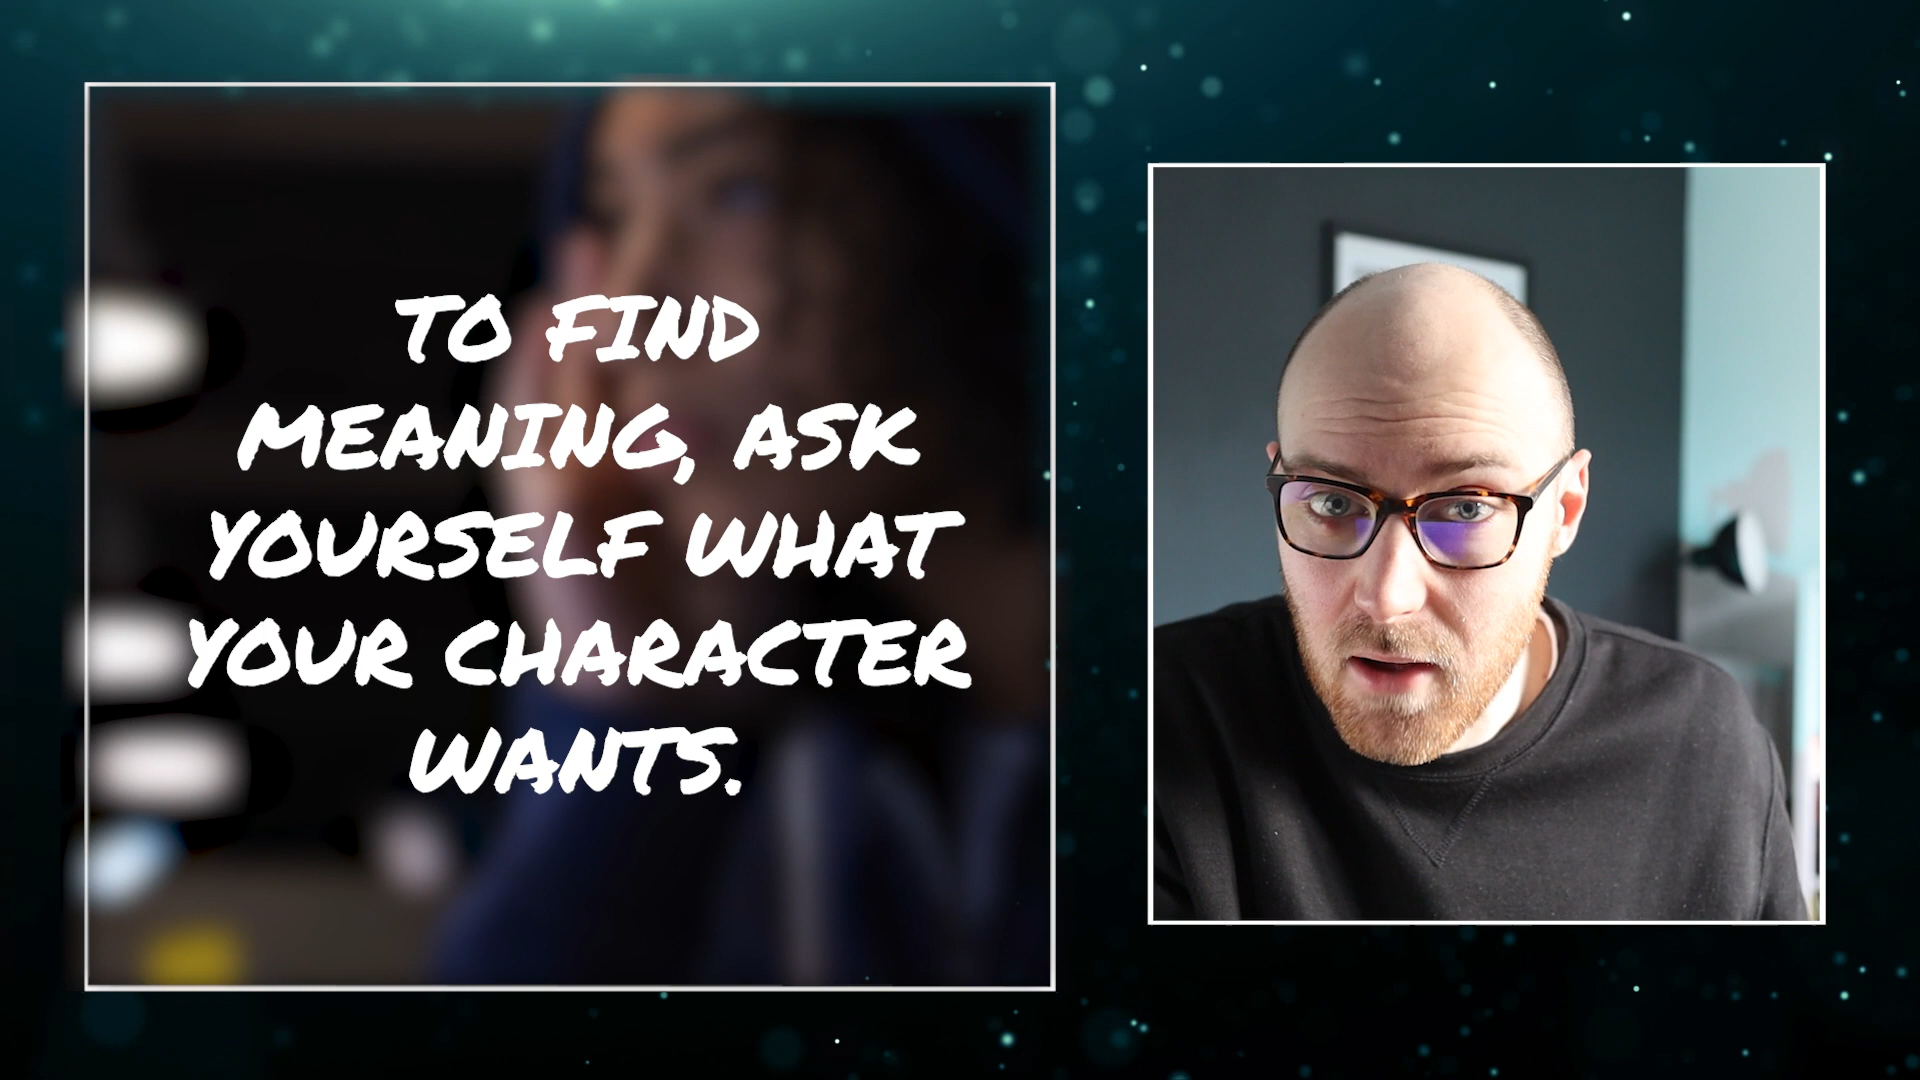 TO FIND
MEANING, ASK
YOURSELF WHAT
YOUR CHARACTER
WANTS.